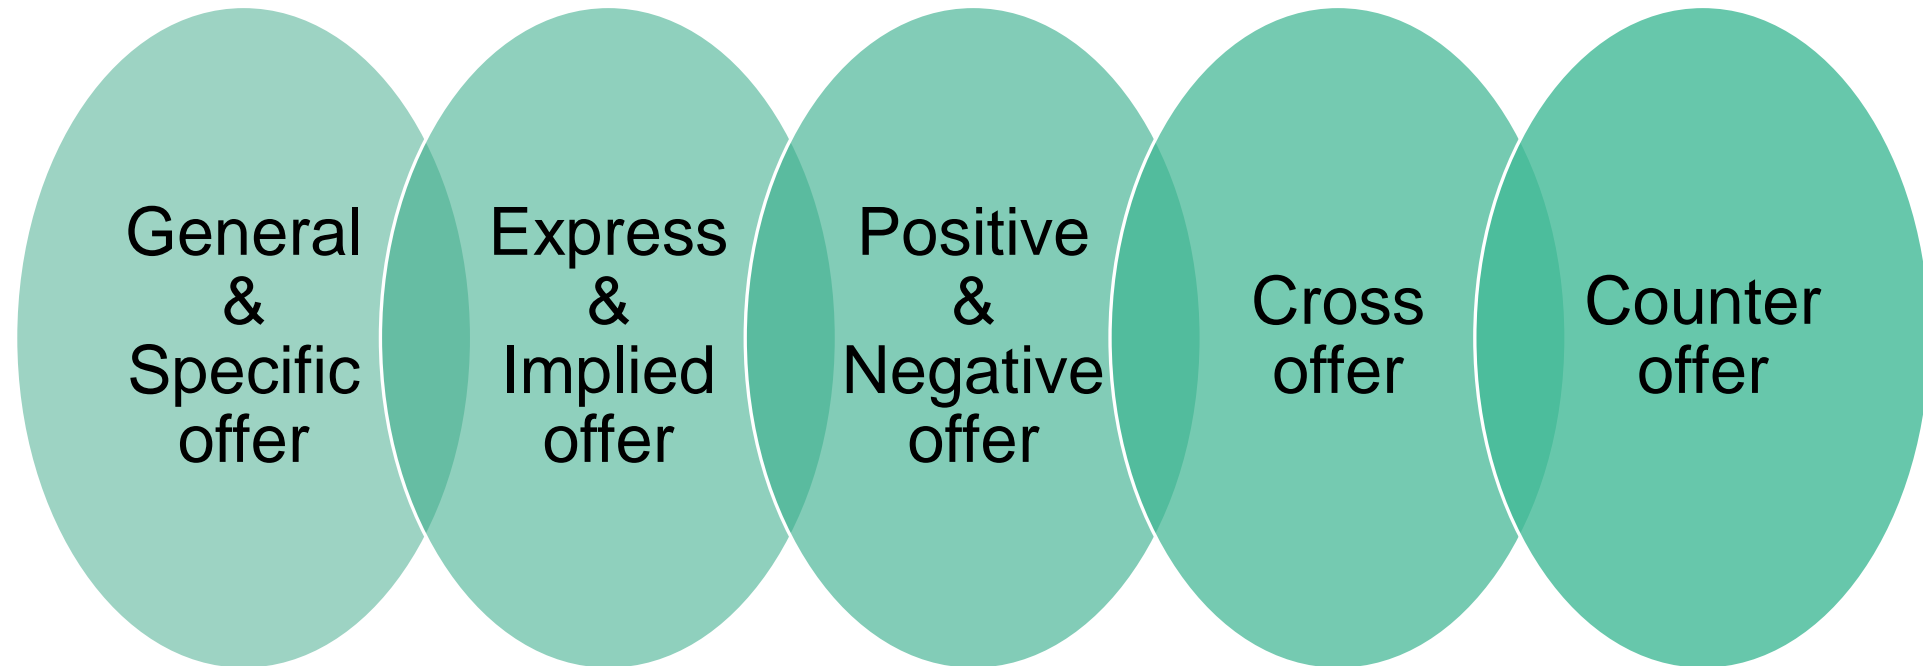 General
&
Specific
offer
Express
&
Implied
offer
Positive
&
Negative
offer
Cross
offer
Counter
offer